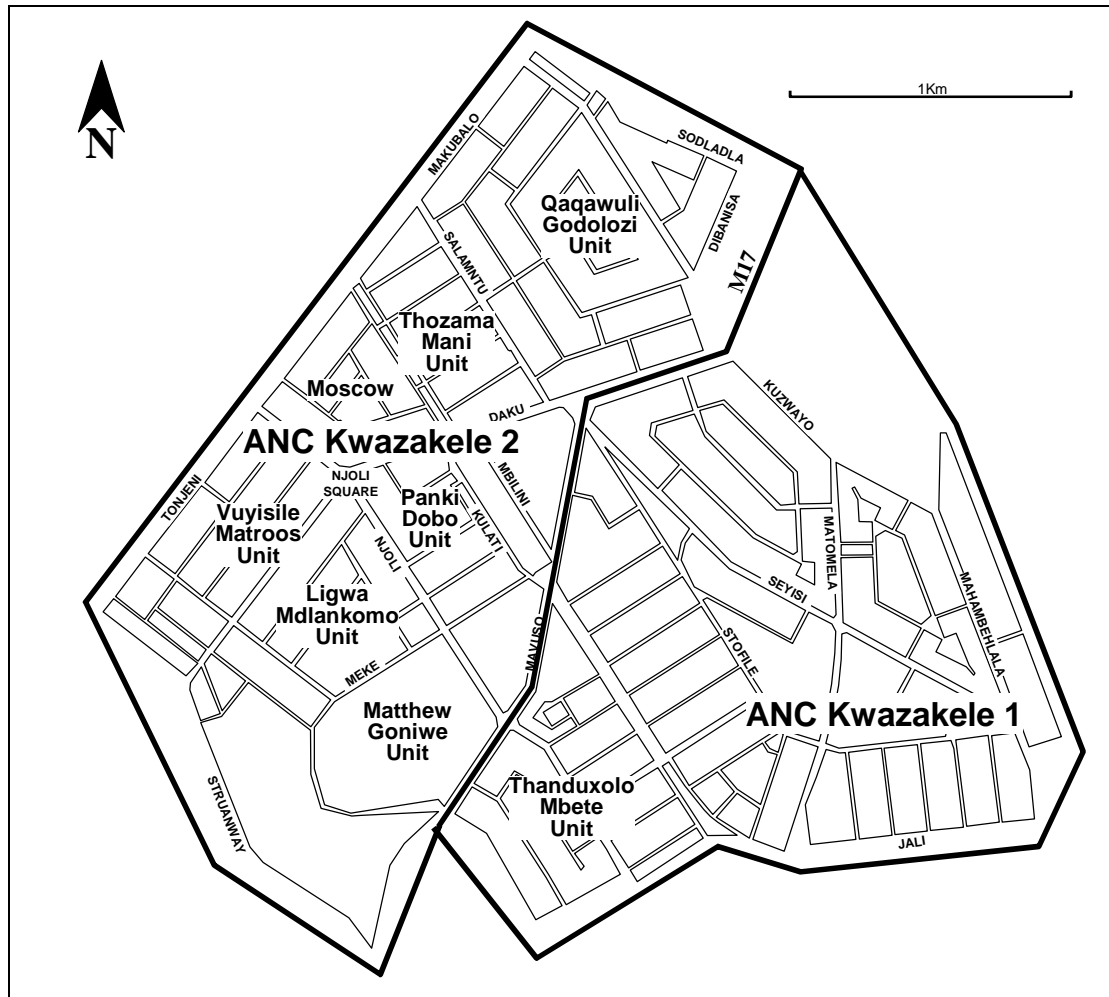 1Km
N
MAKUBALO
SODLADLA
Qaqawuli
Godolozi
Unit
DIBANISA
SALAMNTU
M17
Thozama
Mani
Unit
Moscow
KUZWAYO
DAKU
ANC Kwazakele 2
MBILINI
NJOLI
SQUARE
TONJENI
Panki
Dobo
Unit
KULATI
Vuyisile
Matroos
Unit
NJOLI
MATOMELA
SEYISI
Ligwa
Mdlankomo
Unit
MAHAMBEHLALA
MAVUSO
STOFILE
MEKE
Matthew
Goniwe
Unit
ANC Kwazakele 1
Thanduxolo
Mbete
Unit
STRUANWAY
JALI